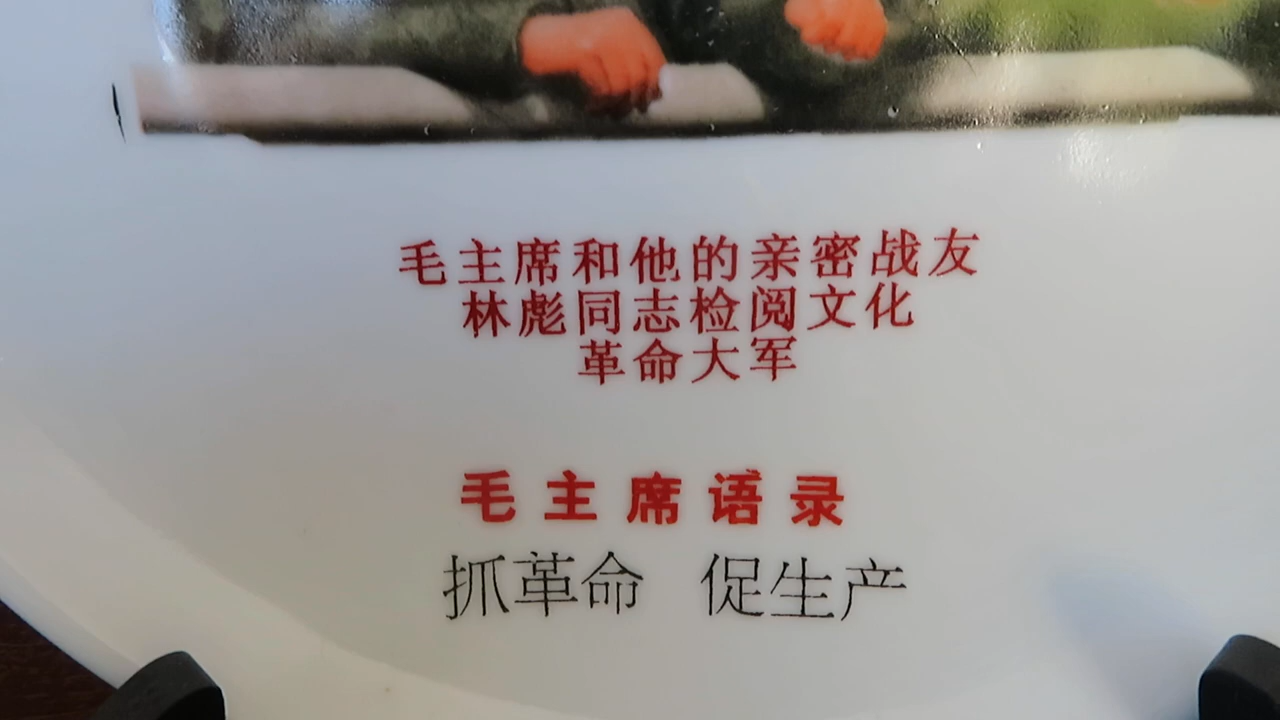 毛主席和他的亲密战友
林彪同志检阅文化
革命大军
毛主席语录
抓革命 促生产